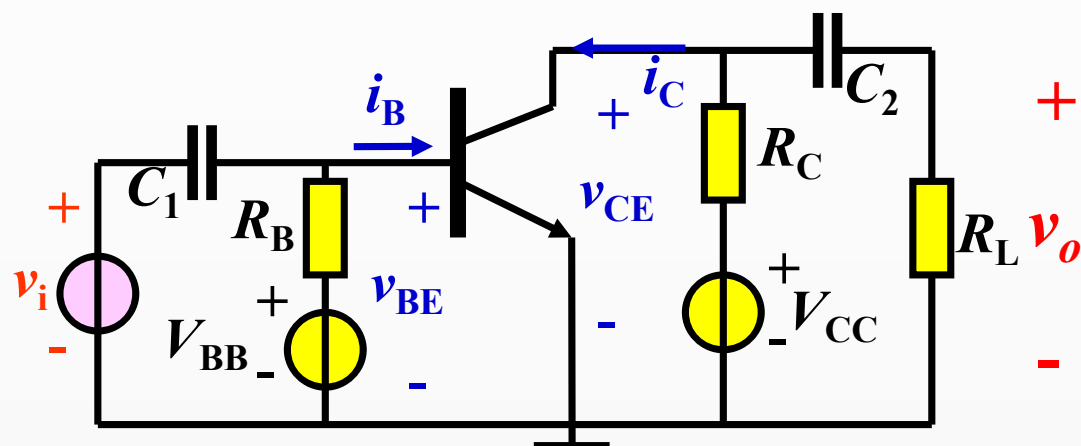 i_B
i_C
C_2
+
+
C_1
R_C
+
R_B
+
v_CE
R_L
v_o
v_i
+
v_BE
+
V_CC
-
V_BB
-
-
-
-
-